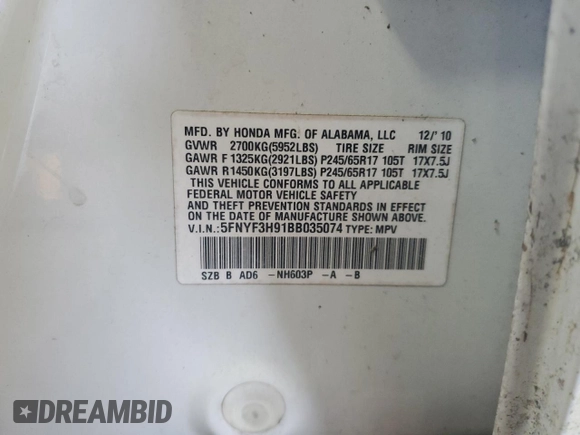 MFD. BY HONDA MFG. OF ALABAMA, LLC 12/'10
GVWR 2700KG(5952LBS) TIRE SIZE RIM SIZE
GAWR F 1325KG(2921LBS) P245/65R17 105T 17X7.5J
GAWR R1450KG(3197LBS) P245/65R17 105T 17X7.5J
THIS VEHICLE CONFORMS TO ALL APPLICABLE
FEDERAL MOTOR VEHICLE SAFETY
AND THEFT PREVENTION STANDARDS IN EFFECT
ON THE DATE OF MANUFACTURE SHOWN ABOVE.
V.I.N.:5FNYF3H91BB035074 TYPE: MPV
SZB B AD6 -NH603P -A -B
DREAMBID